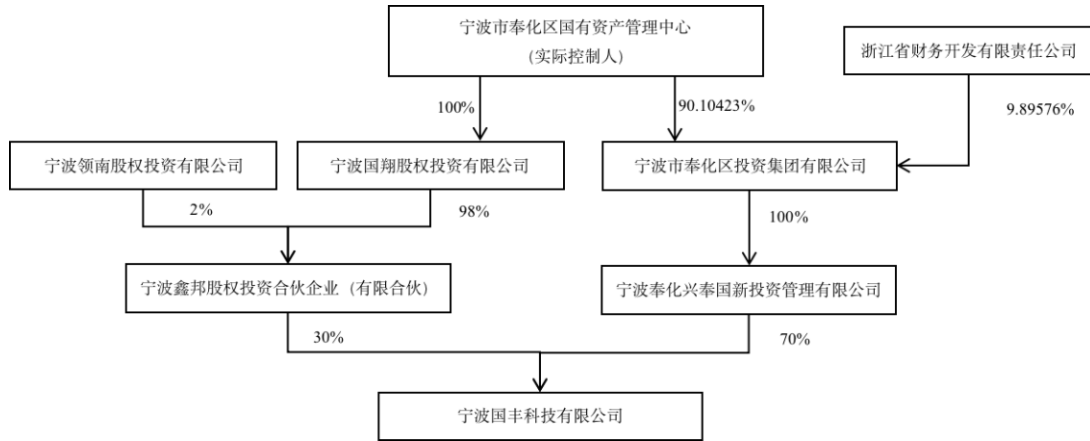 宁波市奉化区国有资产管理中心
(实际控制人)
浙江省财务开发有限责任公司
100%
90.10423%
9.89576%
宁波领南股权投资有限公司
宁波国翔股权投资有限公司
宁波市奉化区投资集团有限公司
2%
98%
100%
宁波鑫邦股权投资合伙企业（有限合伙）
宁波奉化兴奉国新投资管理有限公司
30%
70%
宁波国丰科技有限公司